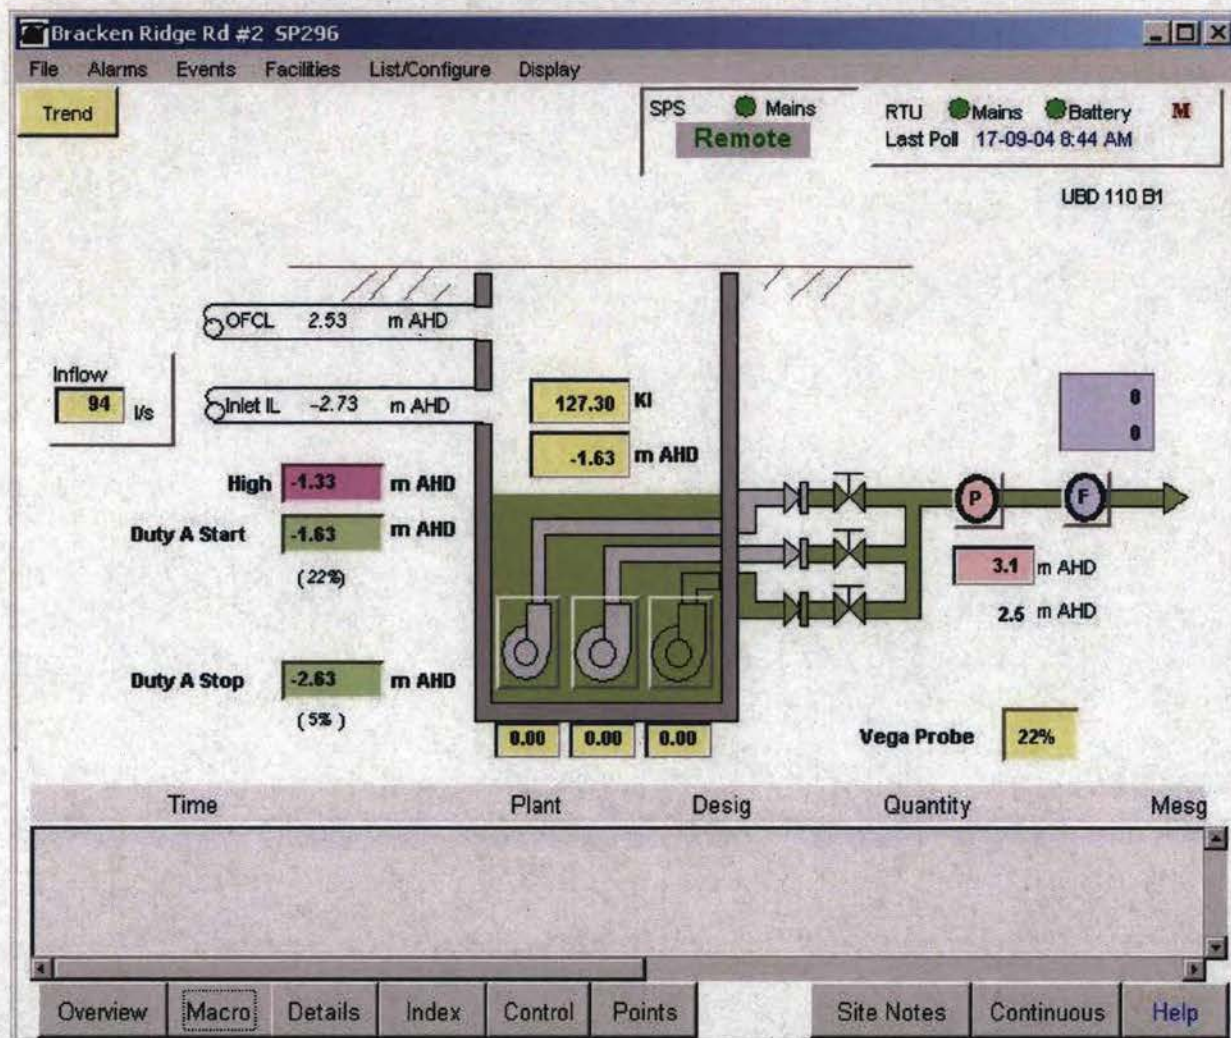 Bracken Ridge Rd #2 SP296
File Alarms Events Facilities List/Configure Display
Trend
SPS Mains
Remote
RTU Mains Battery M
Last Poll 17-09-04 8:44 AM
UBD 110 B1
OFCL 2.53 m AHD
Inflow
94 l/s
Inlet IL -2.73 m AHD
127.30 Kl
-1.63 m AHD
0
0
High -1.33 m AHD
Duty A Start -1.63 m AHD
(22%)
P
F
3.1 m AHD
2.5 m AHD
Duty A Stop -2.63 m AHD
(5%)
0.00 0.00 0.00
Vega Probe 22%
Time Plant Desig Quantity Mesg
Overview Macro Details Index Control Points Site Notes Continuous Help